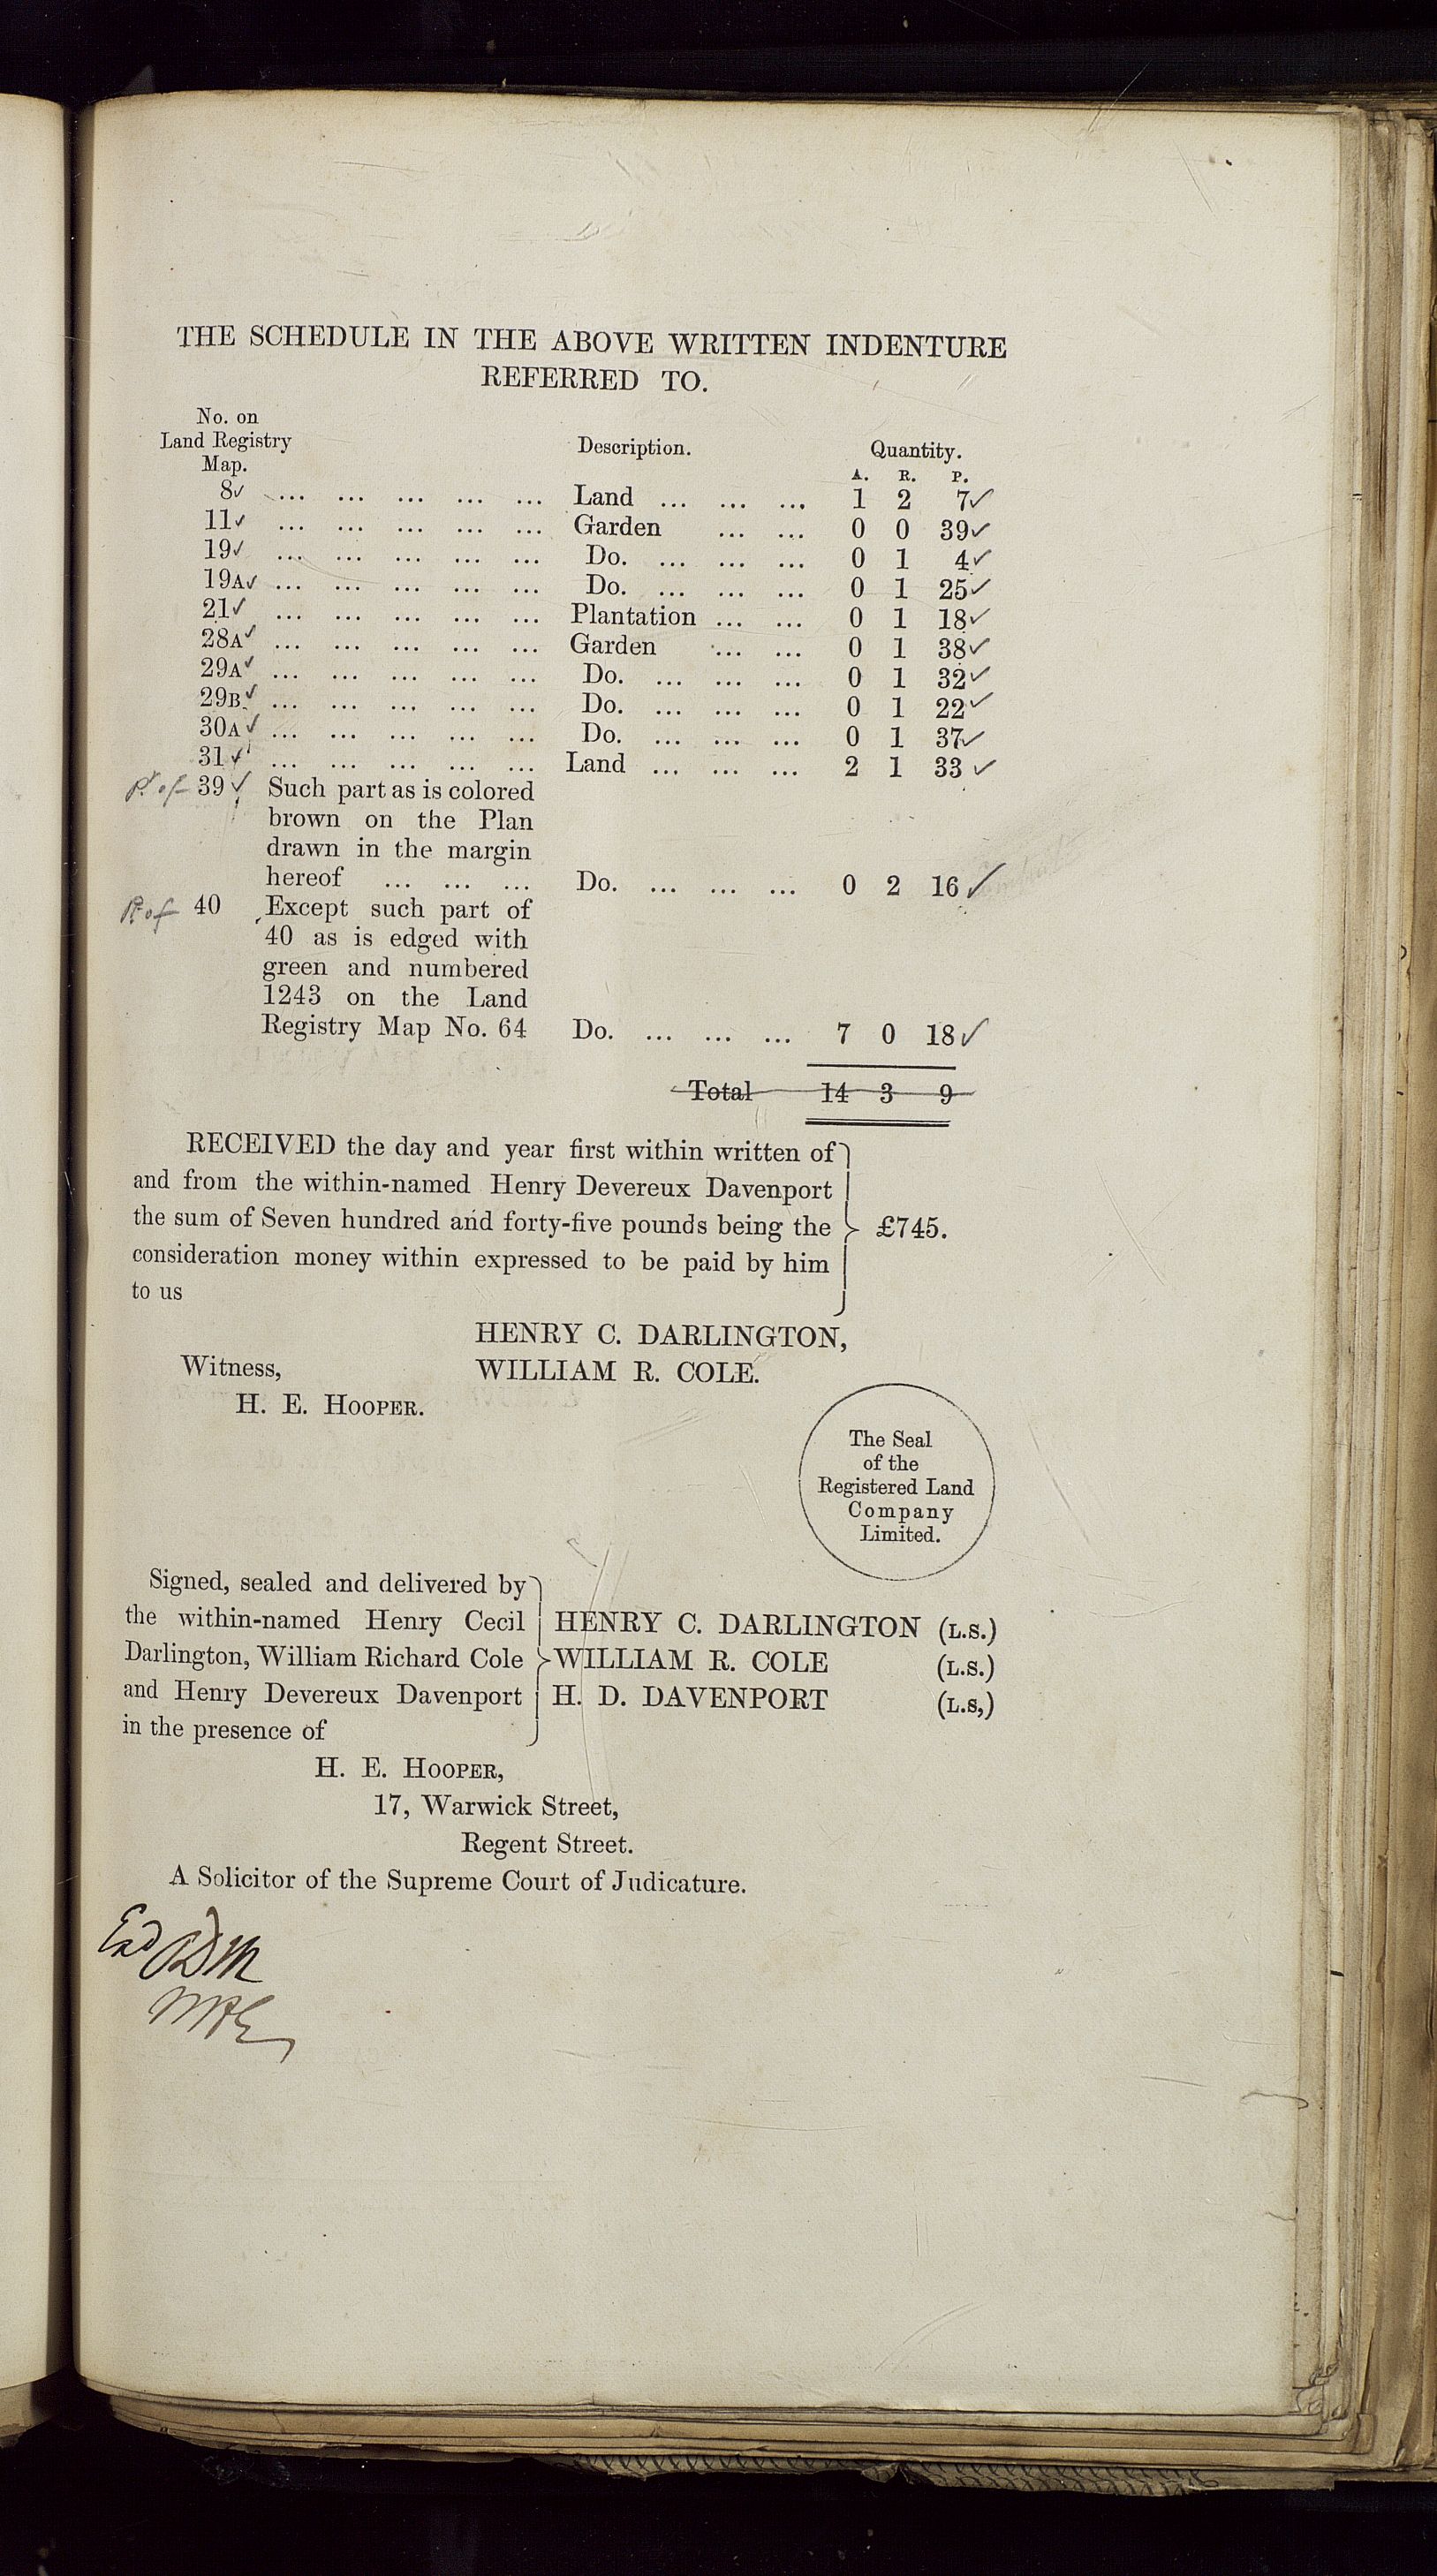 THE SCHEDULE IN THE ABOVE WRITTEN INDENTURE
REFERRED TO.
No. on
Land Registry
Map.
Description.
Quantity.
A. R. P.
8✓ ... ... ... ... ... Land ... ... ... 1 2 7✓
11✓ ... ... ... ... ... Garden ... ... 0 0 39✓
19✓ ... ... ... ... ... Do. ... ... ... 0 1 4✓
19A✓ ... ... ... ... ... Do. ... ... ... 0 1 25✓
21✓ ... ... ... ... ... Plantation ... ... 0 1 18✓
28A✓ ... ... ... ... ... Garden ... ... 0 1 38✓
29A✓ ... ... ... ... ... Do. ... ... ... 0 1 32✓
29B✓ ... ... ... ... ... Do. ... ... ... 0 1 22✓
30A✓ ... ... ... ... ... Do. ... ... ... 0 1 37✓
31✓ ... ... ... ... ... Land ... ... ... 2 1 33✓
Pt of 39✓ Such part as is colored
brown on the Plan
drawn in the margin
hereof ... ... ... Do. ... ... ... 0 2 16✓
Pt of 40 Except such part of
40 as is edged with
green and numbered
1243 on the Land
Registry Map No. 64 Do. ... ... ... 7 0 18✓
Total 14 3 9
RECEIVED the day and year first within written of
and from the within-named Henry Devereux Davenport
the sum of Seven hundred and forty-five pounds being the £745.
consideration money within expressed to be paid by him
to us
HENRY C. DARLINGTON,
Witness, WILLIAM R. COLE.
H. E. HOOPER.
The Seal
of the
Registered Land
Company
Limited.
Signed, sealed and delivered by
the within-named Henry Cecil HENRY C. DARLINGTON (L.S.)
Darlington, William Richard Cole WILLIAM R. COLE (L.S.)
and Henry Devereux Davenport H. D. DAVENPORT (L.S,)
in the presence of
H. E. HOOPER,
17, Warwick Street,
Regent Street.
A Solicitor of the Supreme Court of Judicature.
Exd